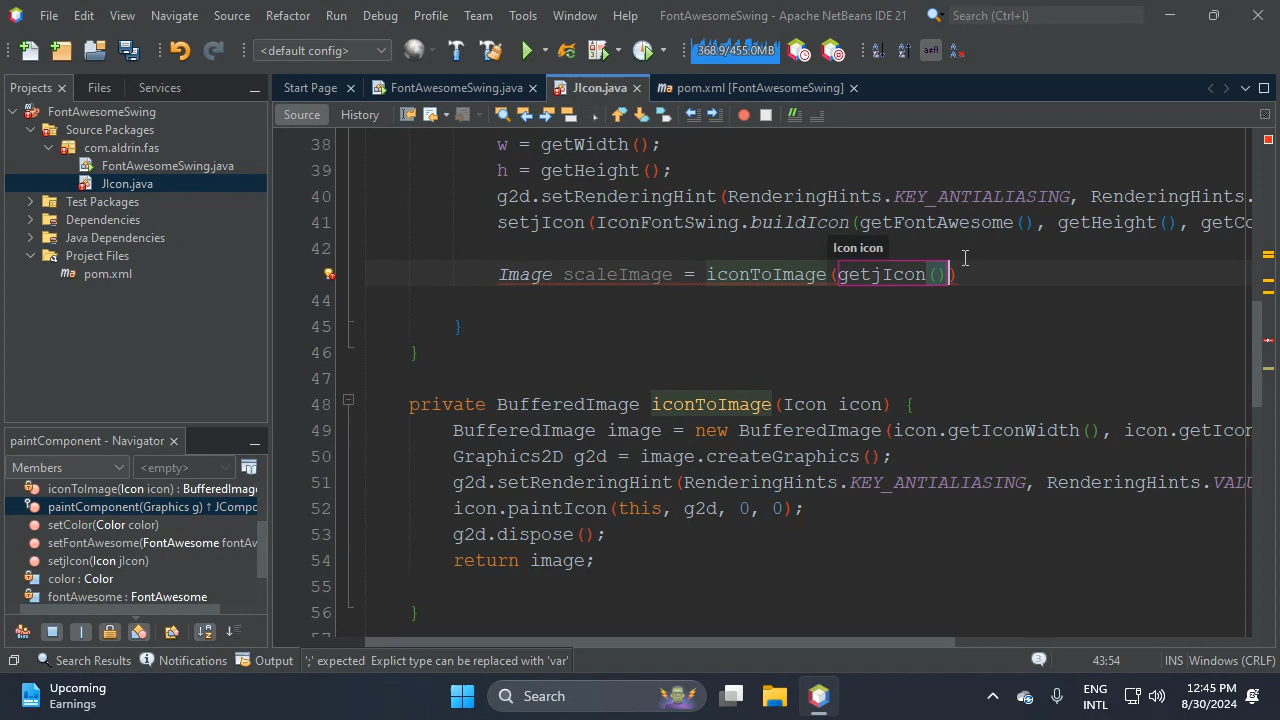 File Edit View Navigate Source Refactor Run Debug Profile Team Tools Window Help FontAwesomeSwing - Apache NetBeans IDE 21 Search (Ctrl+I)
<default config> 368.9/455.0MB
Projects Files Services Start Page FontAwesomeSwing.java JIcon.java pom.xml [FontAwesomeSwing]
FontAwesomeSwing
Source Packages
com.aldrin.fas
FontAwesomeSwing.java
JIcon.java
Test Packages
Dependencies
Java Dependencies
Project Files
pom.xml
Source History
38 w = getWidth();
39 h = getHeight();
40 g2d.setRenderingHint(RenderingHints.KEY_ANTIALIASING, RenderingHints.
41 setjIcon(IconFontSwing.buildIcon(getFontAwesome(), getHeight(), getCo
42 Icon icon
Image scaleImage = iconToImage(getjIcon())
44
45 }
46 }
47
48 private BufferedImage iconToImage(Icon icon) {
49 BufferedImage image = new BufferedImage(icon.getIconWidth(), icon.getIcon
50 Graphics2D g2d = image.createGraphics();
51 g2d.setRenderingHint(RenderingHints.KEY_ANTIALIASING, RenderingHints.VALU
52 icon.paintIcon(this, g2d, 0, 0);
53 g2d.dispose();
54 return image;
55
56 }
57
paintComponent - Navigator
Members <empty>
iconToImage(Icon icon) : BufferedImage
paintComponent(Graphics g) ↑ JCompo
setColor(Color color)
setFontAwesome(FontAwesome fontAw
setjIcon(Icon jIcon)
color : Color
fontAwesome : FontAwesome
Search Results Notifications Output ';' expected Explict type can be replaced with 'var' 43:54 INS Windows (CRLF)
Upcoming
Earnings
Search
ENG
INTL
12:45 PM
8/30/2024